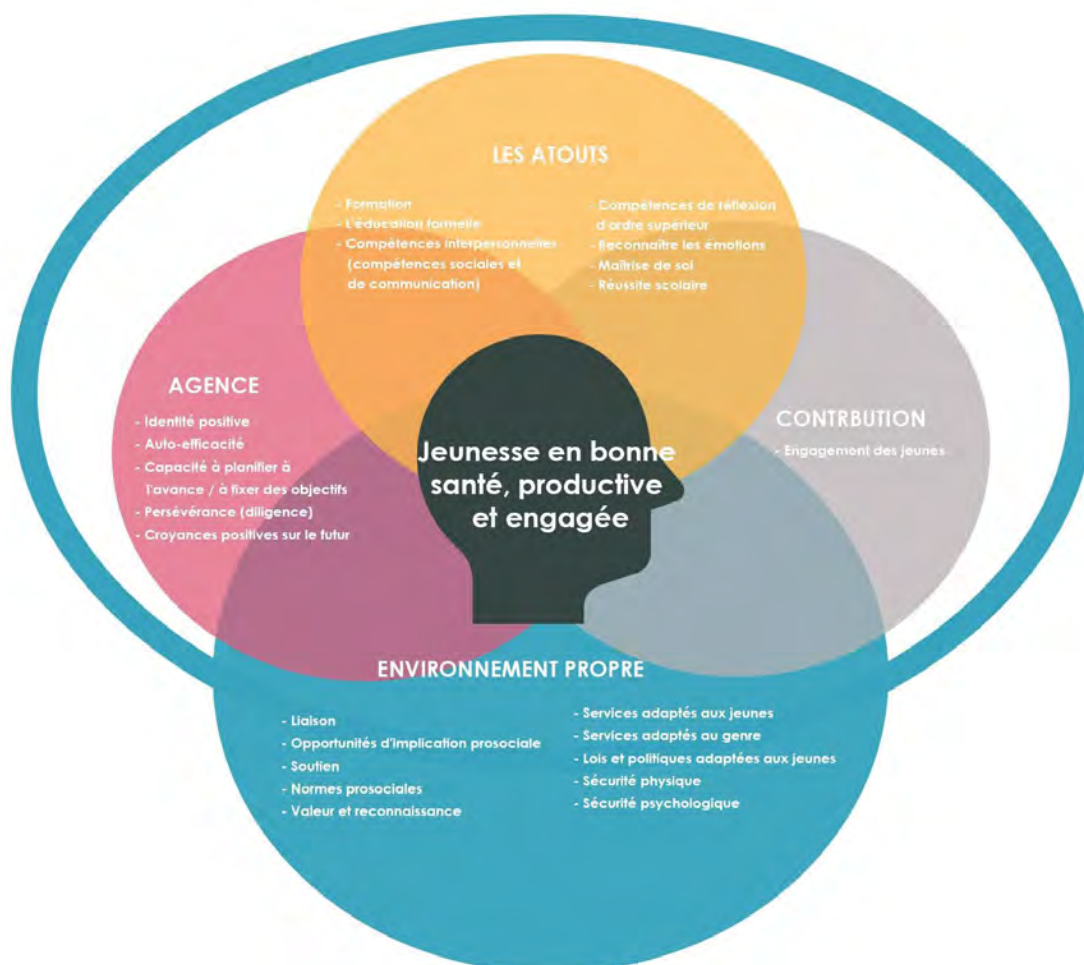 LES ATOUTS
- Formation
- L'éducation formelle
- Compétences interpersonnelles
(compétences sociales et
de communication)
- Compétences de réflexion
d'ordre supérieur
- Reconnaître les émotions
- Maîtrise de soi
- Réussite scolaire
AGENCE
- Identité positive
- Auto-efficacité
- Capacité à planifier à
l'avance / à fixer des objectifs
- Persévérance (diligence)
- Croyances positives sur le futur
Jeunesse en bonne
santé, productive
et engagée
CONTRBUTION
- Engagement des jeunes
ENVIRONNEMENT PROPRE
- Liaison
- Opportunités d'implication prosociale
- Soutien
- Normes prosociales
- Valeur et reconnaissance
- Services adaptés aux jeunes
- Services adaptés au genre
- Lois et politiques adaptées aux jeunes
- Sécurité physique
- Sécurité psychologique